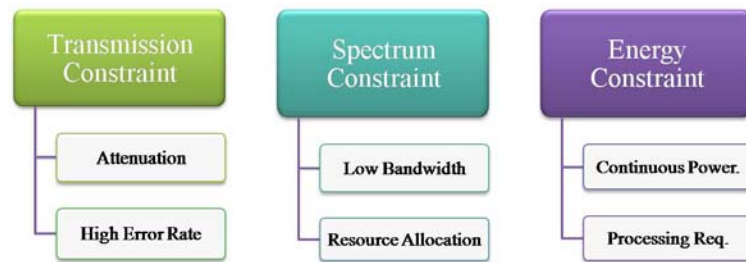 Transmission
Constraint
Attenuation
High Error Rate
Spectrum
Constraint
Low Bandwidth
Resource Allocation
Energy
Constraint
Continuous Power.
Processing Req.